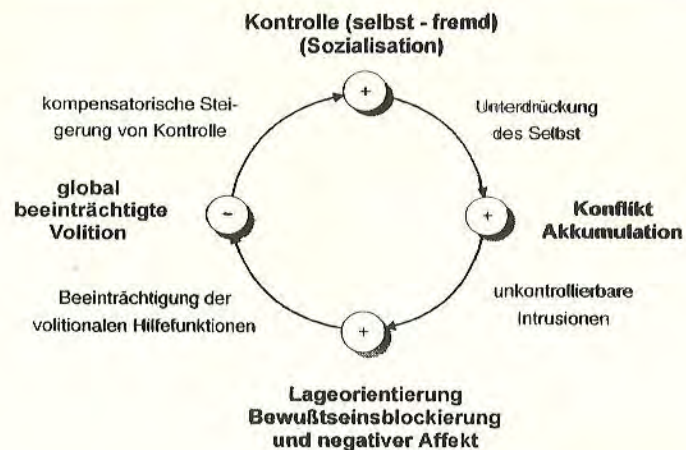 Kontrolle (selbst - fremd)
(Sozialisation)
+
kompensatorische Stei-
gerung von Kontrolle
Unterdrückung
des Selbst
global
beeinträchtigte
Volition
-
+
Konflikt
Akkumulation
Beeinträchtigung der
volitionalen Hilfefunktionen
unkontrollierbare
Intrusionen
+
Lageorientierung
Bewußtseinsblockierung
und negativer Affekt